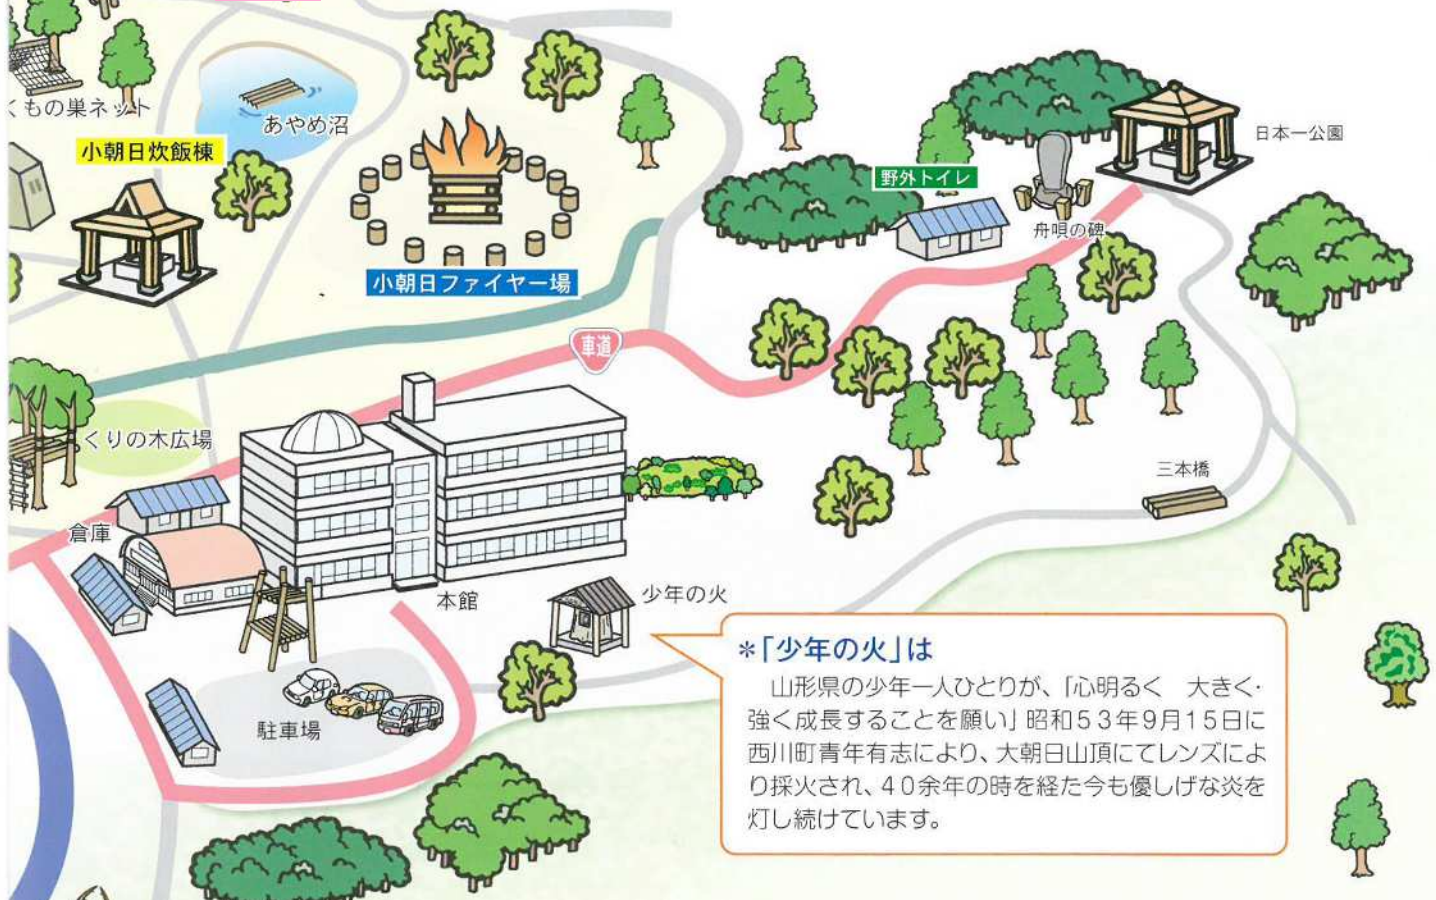 くもの巣ネット
あやめ沼
小朝日炊飯棟
小朝日ファイヤー場
野外トイレ
日本一公園
舟唄の碑
車道
くりの木広場
三本橋
倉庫
本館
少年の火
駐車場
＊「少年の火」は
山形県の少年一人ひとりが、「心明るく　大きく・
強く成長することを願い」昭和53年9月15日に
西川町青年有志により、大朝日山頂にてレンズによ
り採火され、40余年の時を経た今も優しげな炎を
灯し続けています。